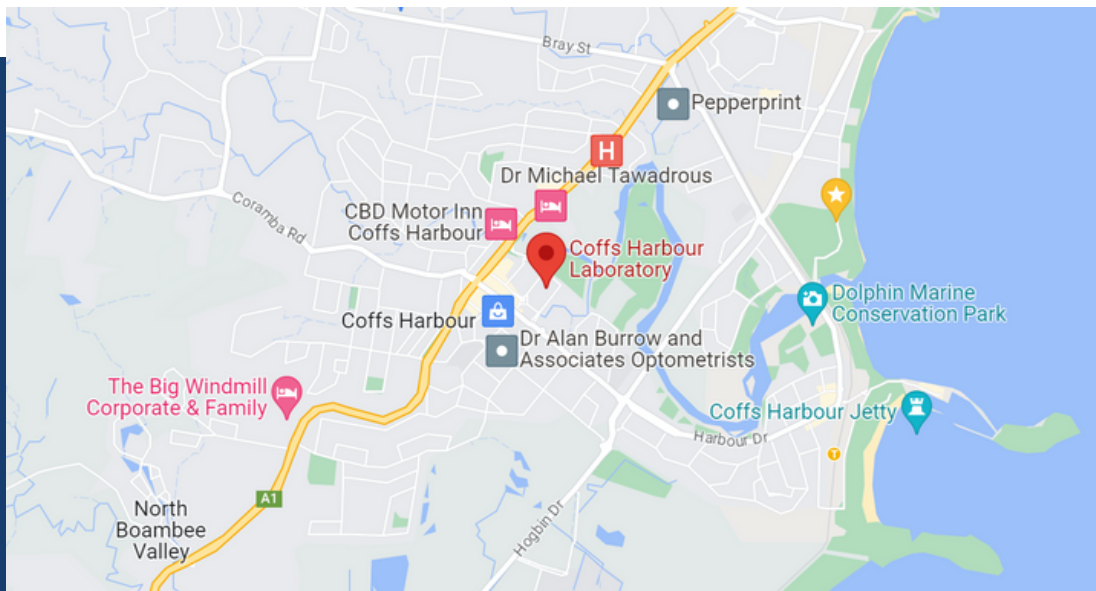 Bray St
Pepperprint
H
Dr Michael Tawadrous
Coramba Rd
CBD Motor Inn
Coffs Harbour
Coffs Harbour
Laboratory
Dolphin Marine
Conservation Park
Coffs Harbour
Dr Alan Burrow and
Associates Optometrists
The Big Windmill
Corporate & Family
Coffs Harbour Jetty
Harbour Dr
T
A1
North
Boambee
Valley
Hogbin Dr